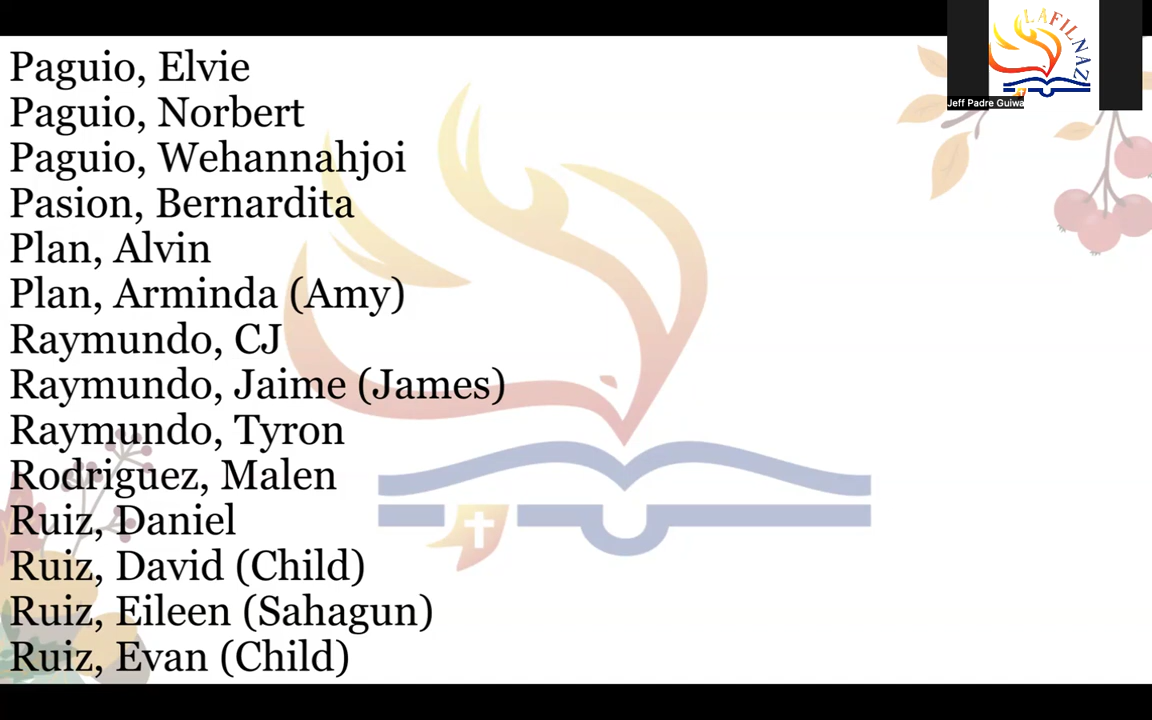 Paguio, Elvie
Paguio, Norbert
Paguio, Wehannahjoi
Pasion, Bernardita
Plan, Alvin
Plan, Arminda (Amy)
Raymundo, CJ
Raymundo, Jaime (James)
Raymundo, Tyron
Rodriguez, Malen
Ruiz, Daniel
Ruiz, David (Child)
Ruiz, Eileen (Sahagun)
Ruiz, Evan (Child)
LAFILNAZ
Jeff Padre Guiwa